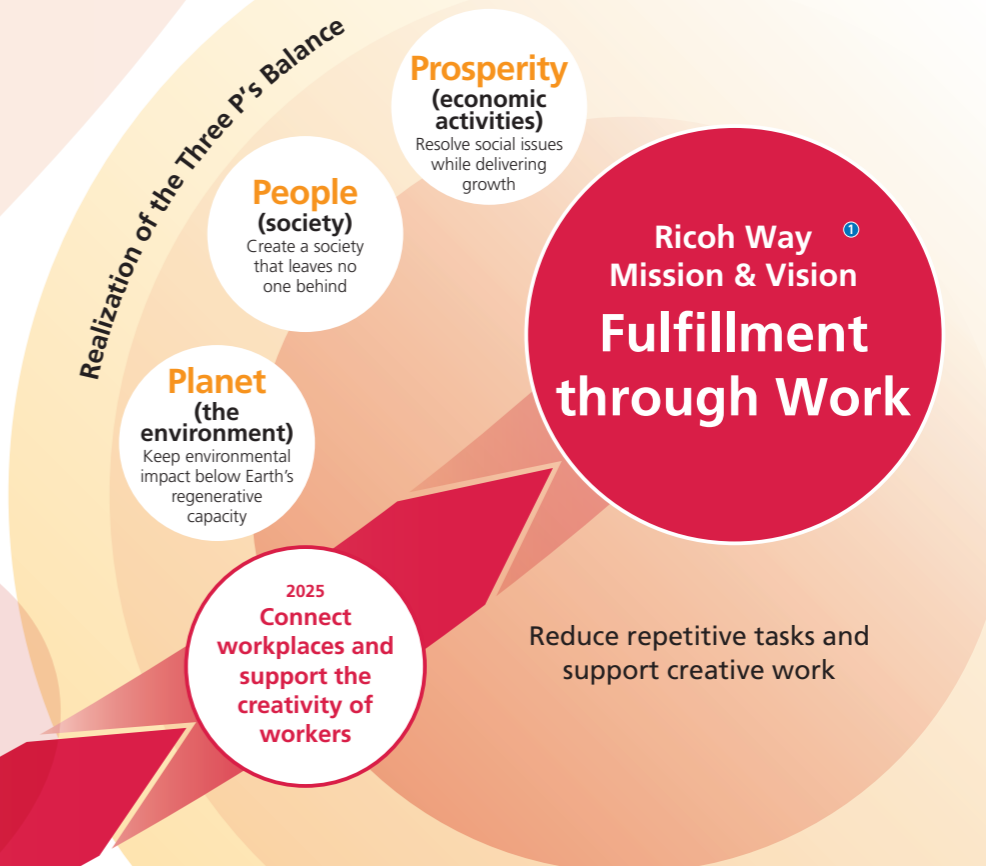 Realization of the Three P's Balance
Prosperity
(economic
activities)
Resolve social issues
while delivering
growth
People
(society)
Create a society
that leaves no
one behind
Planet
(the
environment)
Keep environmental
impact below Earth's
regenerative
capacity
Ricoh Way 1
Mission & Vision
Fulfillment
through Work
2025
Connect
workplaces and
support the
creativity of
workers
Reduce repetitive tasks and
support creative work